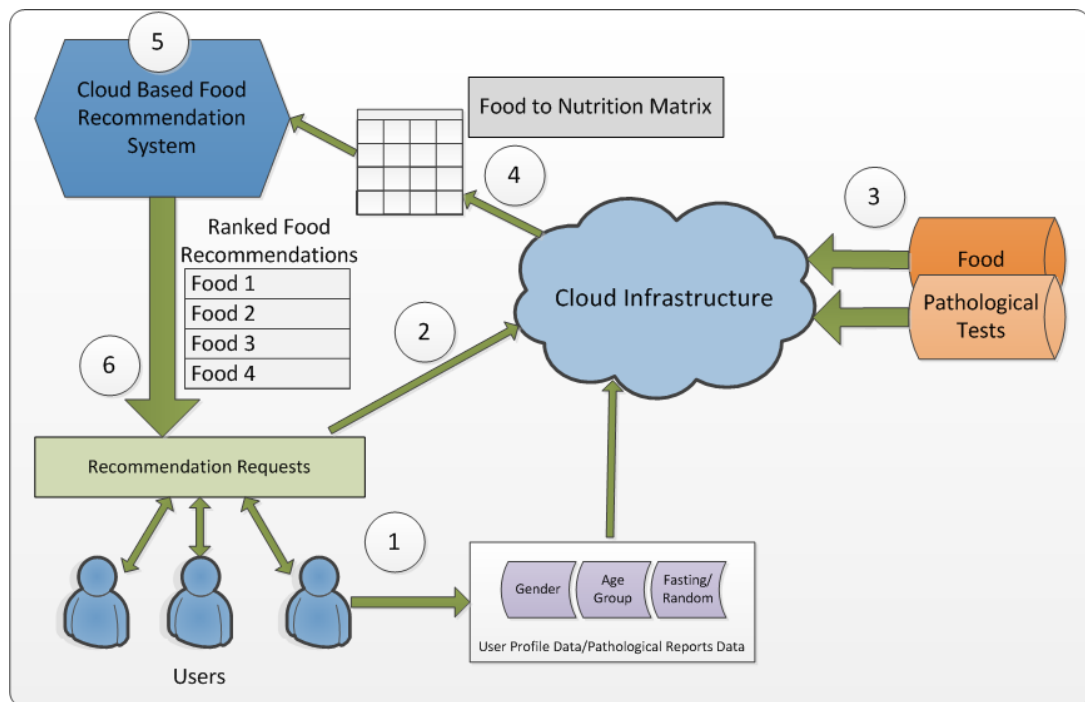 5
Cloud Based Food
Recommendation
System
Food to Nutrition Matrix
4
3
Food
Pathological
Tests
Ranked Food
Recommendations
Food 1
Food 2
Food 3
Food 4
Cloud Infrastructure
2
6
Recommendation Requests
1
Gender
Age
Group
Fasting/
Random
User Profile Data/Pathological Reports Data
Users